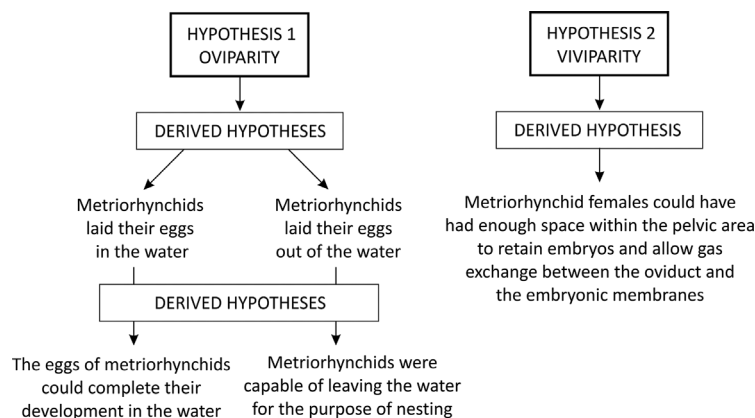 HYPOTHESIS 1
OVIPARITY
DERIVED HYPOTHESES
Metriorhynchids
laid their eggs
in the water
Metriorhynchids
laid their eggs
out of the water
DERIVED HYPOTHESES
The eggs of metriorhynchids
could complete their
development in the water
Metriorhynchids were
capable of leaving the water
for the purpose of nesting
HYPOTHESIS 2
VIVIPARITY
DERIVED HYPOTHESIS
Metriorhynchid females could have
had enough space within the pelvic area
to retain embryos and allow gas
exchange between the oviduct and
the embryonic membranes